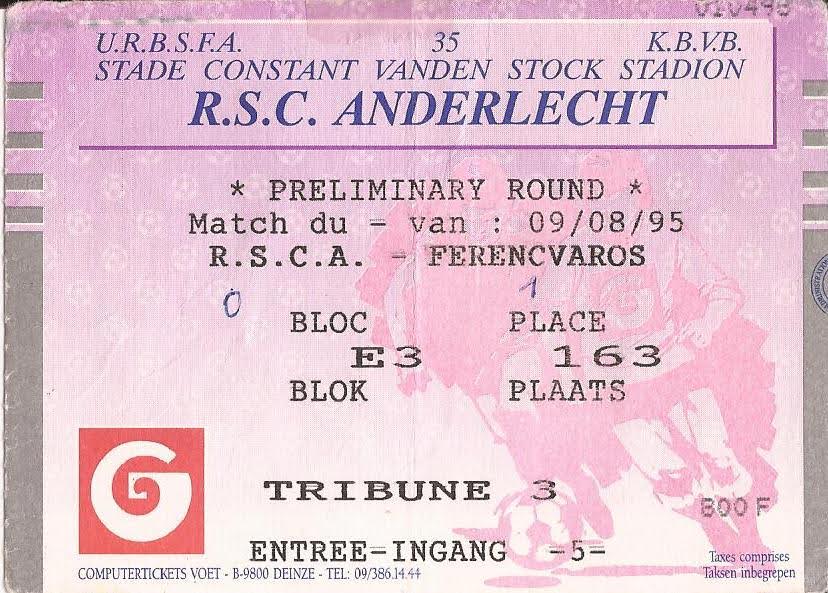 010498
U.R.B.S.F.A. 35 K.B.V.B.
STADE CONSTANT VANDEN STOCK STADION
R.S.C. ANDERLECHT
* PRELIMINARY ROUND *
Match du - van : 09/08/95
R.S.C.A. - FERENCVAROS
0 1
BLOC PLACE
E3 163
BLOK PLAATS
G
TRIBUNE 3
800 F
ENTREE-INGANG -5-
COMPUTERTICKETS VOET - B-9800 DEINZE - TEL: 09/386.14.44
Taxes comprises
Taksen inbegrepen